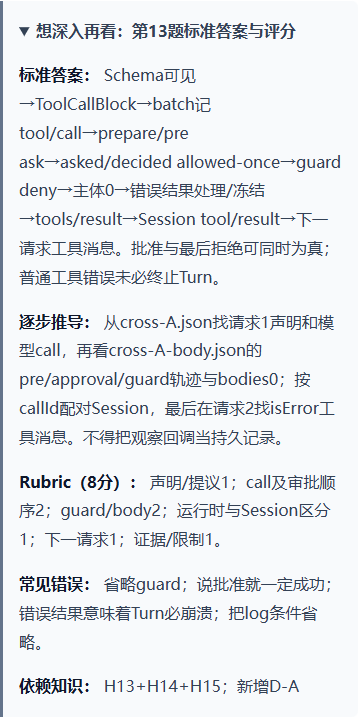 ▼ 想深入再看：第13题标准答案与评分
标准答案： Schema可见
→ToolCallBlock→batch记
tool/call→prepare/pre
ask→asked/decided allowed-once→guard
deny→主体0→错误结果处理/冻结
→tools/result→Session tool/result→下一
请求工具消息。批准与最后拒绝可同时为真；
普通工具错误未必终止Turn。
逐步推导： 从cross-A.json找请求1声明和模
型call，再看cross-A-body.json的
pre/approval/guard轨迹与bodies0；按
callId配对Session，最后在请求2找isError工
具消息。不得把观察回调当持久记录。
Rubric（8分）： 声明/提议1；call及审批顺
序2；guard/body2；运行时与Session区分
1；下一请求1；证据/限制1。
常见错误： 省略guard；说批准就一定成功；
错误结果意味着Turn必崩溃；把log条件省
略。
依赖知识： H13+H14+H15；新增D-A